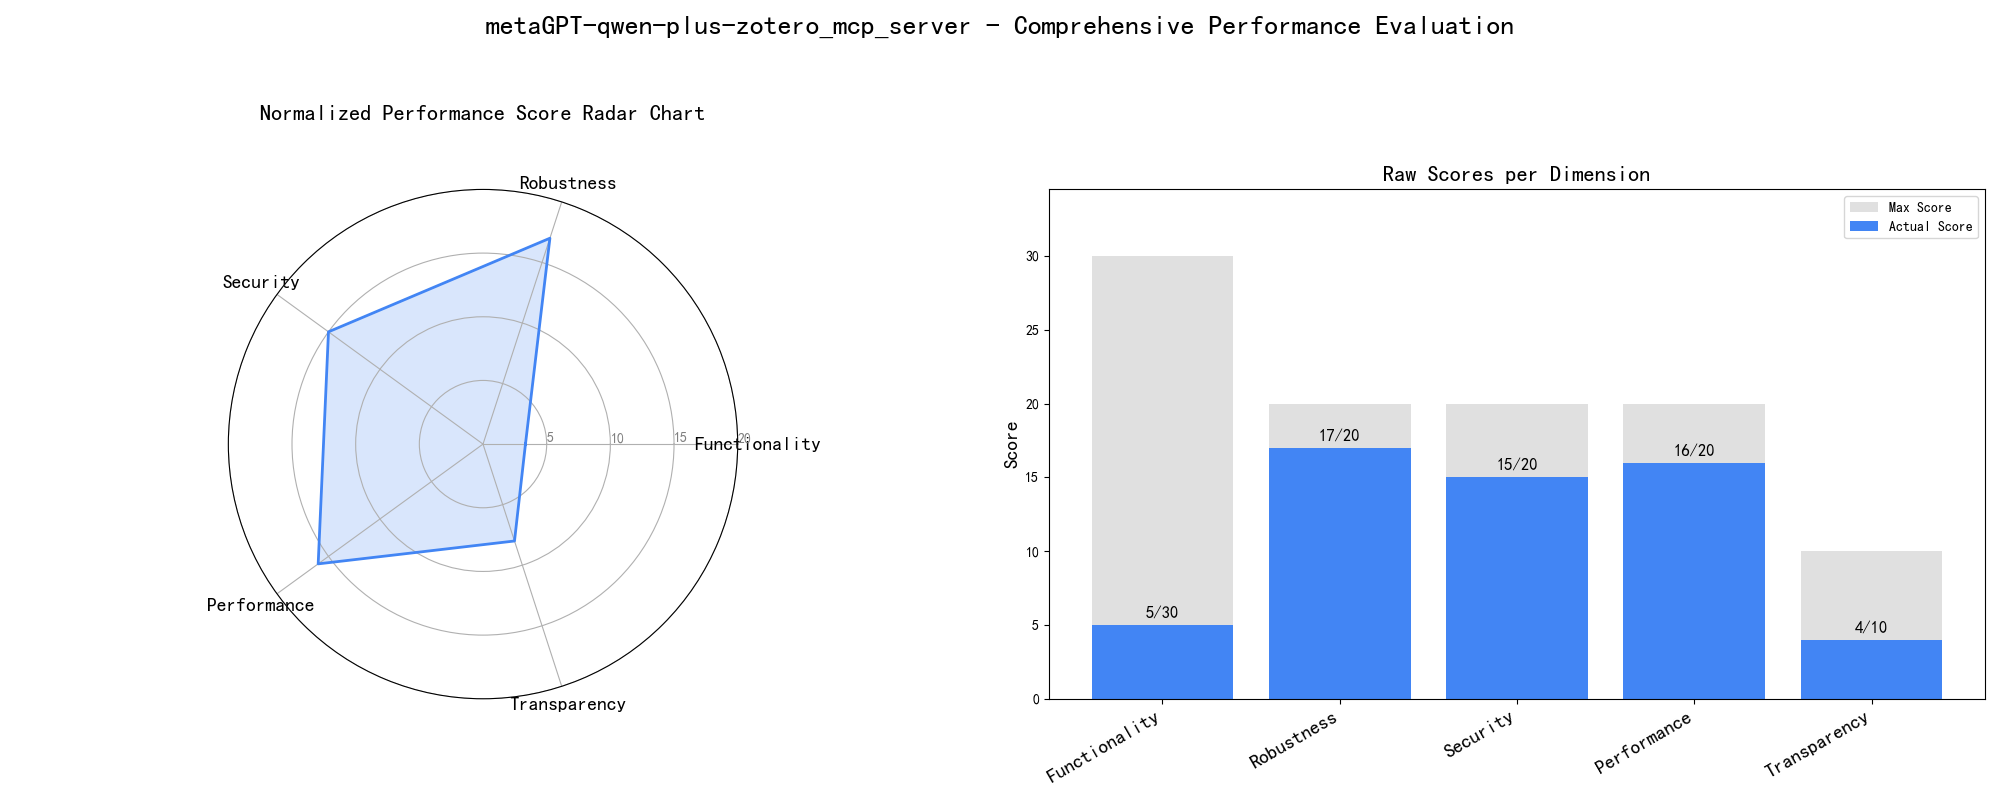 metaGPT-qwen-plus-zotero_mcp_server - Comprehensive Performance Evaluation
Normalized Performance Score Radar Chart
Robustness
Security
Functionality
5
10
15
20
Performance
Transparency
Raw Scores per Dimension
Max Score
Actual Score
Score
30
25
20
15
10
5
0
5/30
17/20
15/20
16/20
4/10
Functionality
Robustness
Security
Performance
Transparency